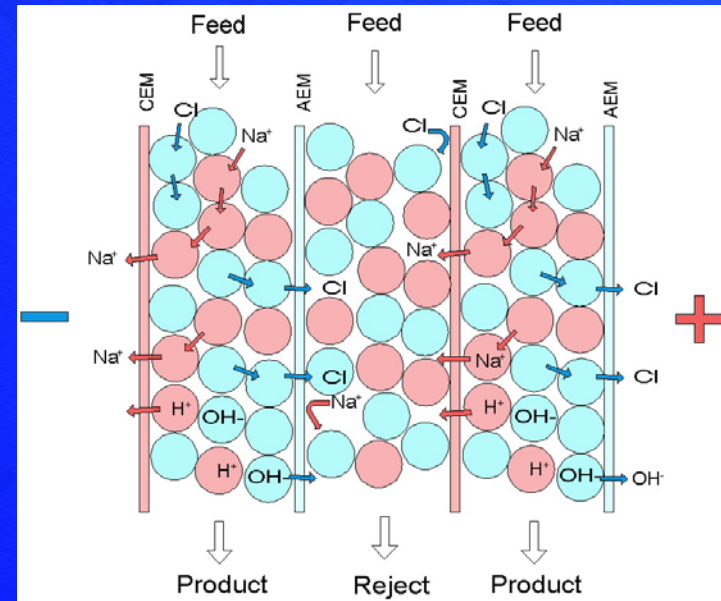 Feed Feed Feed
CEM AEM CEM AEM
Cl Cl Cl
Na⁺ Na⁺
Na⁺ Na⁺
Cl Cl
Na⁺ Na⁺ Cl Cl
Na⁺
H⁺ OH- H⁺ OH-
H⁺ OH- H⁺ OH- OH⁻
Product Reject Product